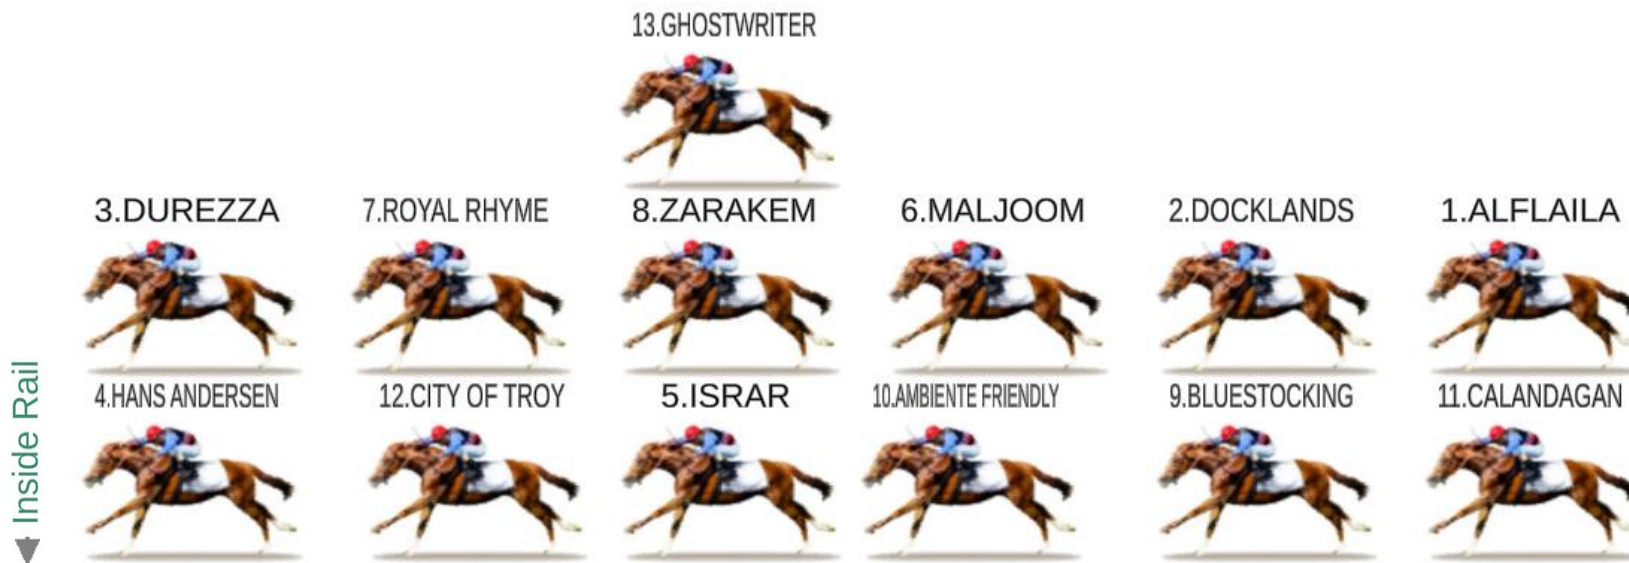 13.GHOSTWRITER
3.DUREZZA 7.ROYAL RHYME 8.ZARAKEM 6.MALJOOM 2.DOCKLANDS 1.ALFLAILA
4.HANS ANDERSEN 12.CITY OF TROY 5.ISRAR 10.AMBIENTE FRIENDLY 9.BLUESTOCKING 11.CALANDAGAN
Inside Rail